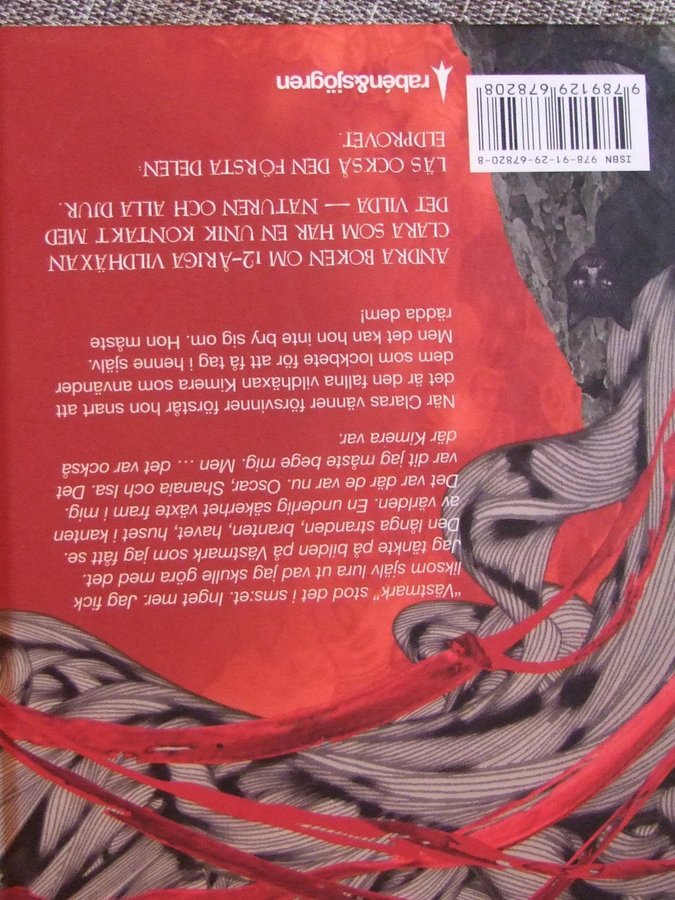 "Västmark" stod det i sms:et. Inget mer. Jag fick
liksom själv lura ut vad jag skulle göra med det.
Jag tänkte på bilden på Västmark som jag fått se.
Den långa stranden, branten, havet, huset i kanten
av världen. En underlig säkerhet växte fram i mig.
Det var där de var nu. Oscar, Shanaia och Isa. Det
var dit jag måste bege mig. Men ... det var också
där Kimera var.
När Claras vänner försvinner förstår hon snart att
det är den fallna vildhäxan Kimera som använder
dem som lockbete för att få tag i henne själv.
Men det kan hon inte bry sig om. Hon måste
rädda dem!
ANDRA BOKEN OM 12-ÅRIGA VILDHÄXAN
CLARA SOM HAR EN UNIK KONTAKT MED
DET VILDA — NATUREN OCH ALLA DJUR.
LÄS OCKSÅ DEN FÖRSTA DELEN:
ELDPROVET.
rabén&sjögren
ISBN 978-91-29-67820-8
9 789129 678208